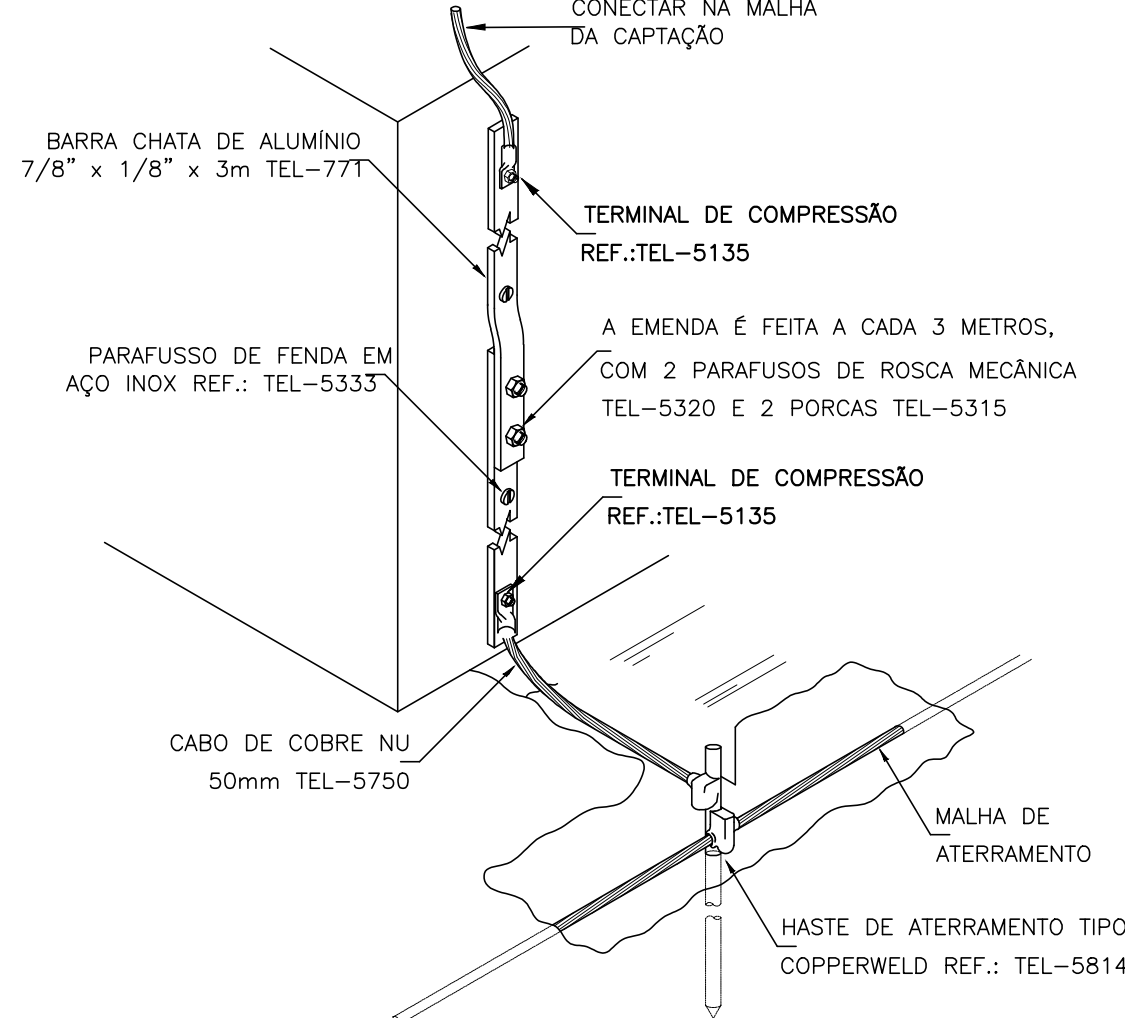 CONECTAR NA MALHA
DA CAPTAÇÃO
BARRA CHATA DE ALUMÍNIO
7/8” x 1/8” x 3m TEL–771
TERMINAL DE COMPRESSÃO
REF.:TEL–5135
A EMENDA É FEITA A CADA 3 METROS,
COM 2 PARAFUSOS DE ROSCA MECÂNICA
TEL–5320 E 2 PORCAS TEL–5315
PARAFUSSO DE FENDA EM
AÇO INOX REF.: TEL–5333
TERMINAL DE COMPRESSÃO
REF.:TEL–5135
CABO DE COBRE NU
50mm TEL–5750
MALHA DE
ATERRAMENTO
HASTE DE ATERRAMENTO TIPO
COPPERWELD REF.: TEL–5814